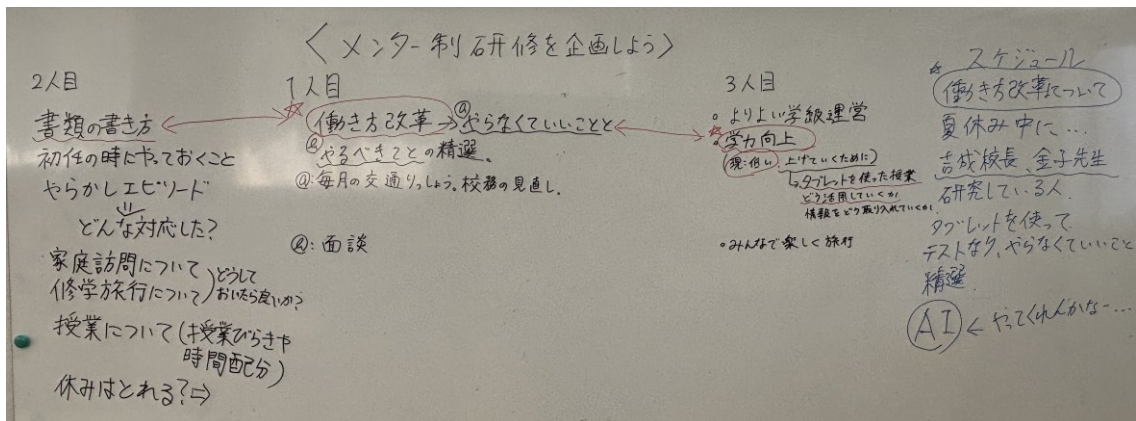 〈メンター制研修を企画しよう〉
2人目
書類の書き方
初任の時にやっておくこと
やらかしエピソード
⇓
どんな対応した?
家庭訪問について
修学旅行について
どうして
おいたら良いか?
授業について(授業びらきや
時間配分)
休みはとれる?⇨
1人目
☆働き方改革→ⓐやらなくていいことと
ⓑやるべきことの精選。
ⓐ:毎月の交通りっしょう。校務の見直し.
ⓑ:面談
3人目
。よりよい学級運営
☆。学力向上
(現:低い、上げていくために)
↳タブレットを使った授業
どう活用していくか
情報をどう取り入れていくか
。みんなで楽しく旅行
☆スケジュール
働き方改革について
夏休み中に…
吉成校長、金子先生
研究している人.
タブレットを使って
テストなり、やらなくていいこと
精選.
AI ← やってくれんかなー…